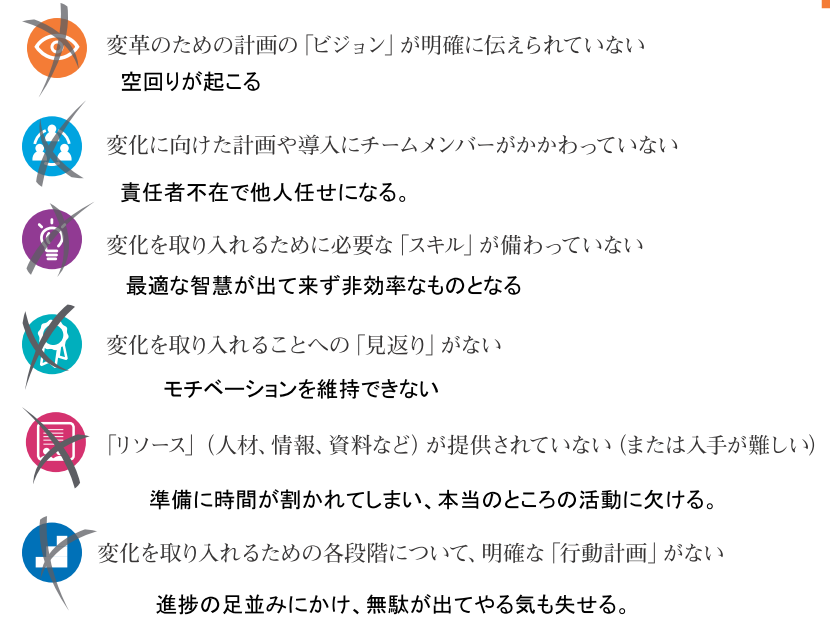 変革のための計画の「ビジョン」が明確に伝えられていない
空回りが起こる
変化に向けた計画や導入にチームメンバーがかかわっていない
責任者不在で他人任せになる。
変化を取り入れるために必要な「スキル」が備わっていない
最適な智慧が出て来ず非効率なものとなる
変化を取り入れることへの「見返り」がない
モチベーションを維持できない
「リソース」（人材、情報、資料など）が提供されていない（または入手が難しい）
準備に時間が割かれてしまい、本当のところの活動に欠ける。
変化を取り入れるための各段階について、明確な「行動計画」がない
進捗の足並みにかけ、無駄が出てやる気も失せる。